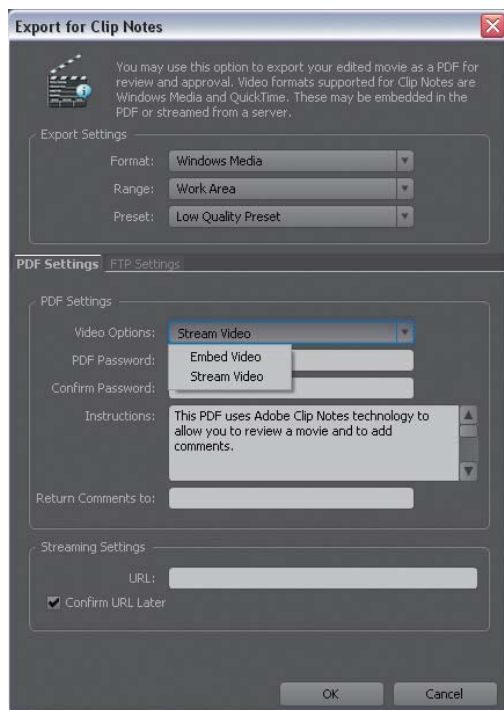 Export for Clip Notes
You may use this option to export your edited movie as a PDF for
review and approval. Video formats supported for Clip Notes are
Windows Media and QuickTime. These may be embedded in the
PDF or streamed from a server.
Export Settings
Format: Windows Media
Range: Work Area
Preset: Low Quality Preset
PDF Settings FTP Settings
PDF Settings
Video Options: Stream Video
Embed Video
Stream Video
PDF Password:
Confirm Password:
Instructions: This PDF uses Adobe Clip Notes technology to
allow you to review a movie and to add
comments.
Return Comments to:
Streaming Settings
URL:
Confirm URL Later
OK Cancel